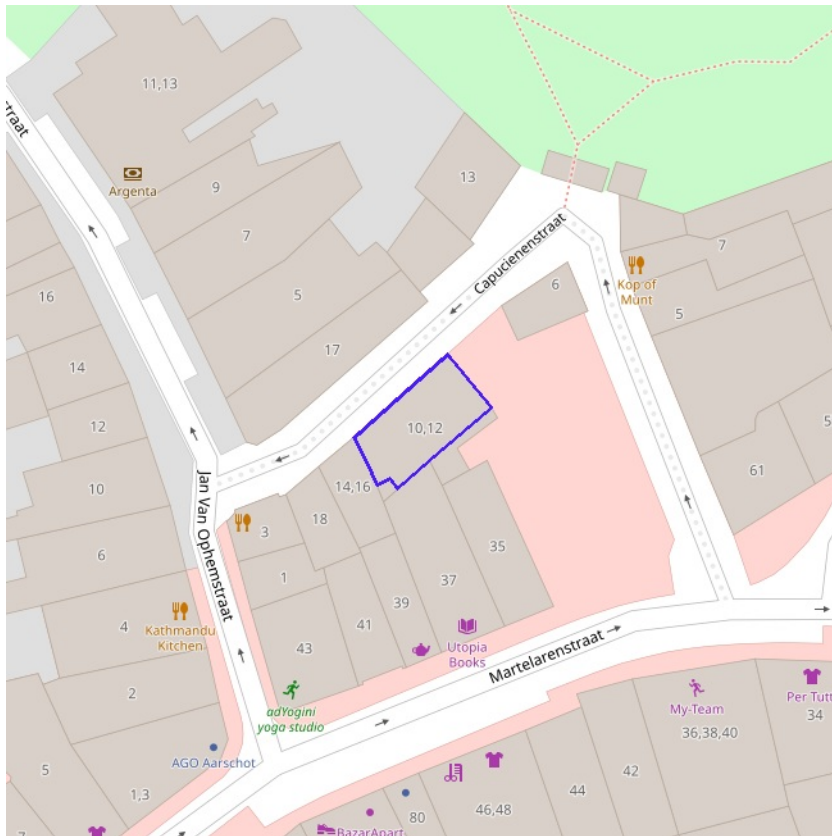 11,13
straat
Argenta
9
13
7
7
Capucienenstraat
Kop of
Munt
5
6
16
5
17
14
12
10,12
5
61
10
14,16
18
3
35
6
Jan Van Ophemstraat
1
37
39
4
41
Kathmandu
Kitchen
43
Utopia
Books
Martelarenstraat
2
adYogini
yoga studio
My-Team
Per Tutt
34
36,38,40
AGO Aarschot
5
42
1,3
44
46,48
80
BazarApart